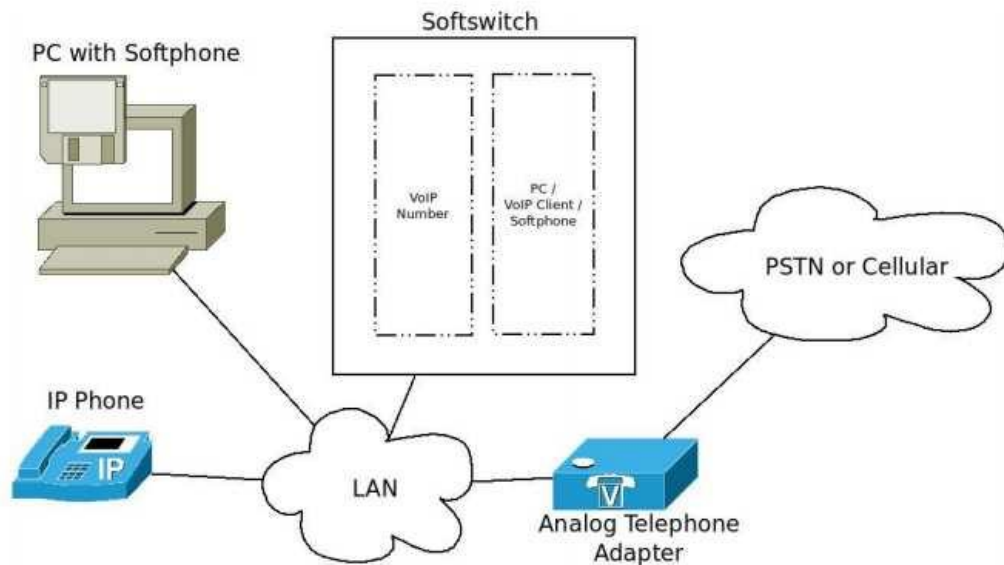 Softswitch
PC with Softphone
VoIP
Number
PC /
VoIP Client /
Softphone
PSTN or Cellular
IP Phone
IP
LAN
V
Analog Telephone
Adapter